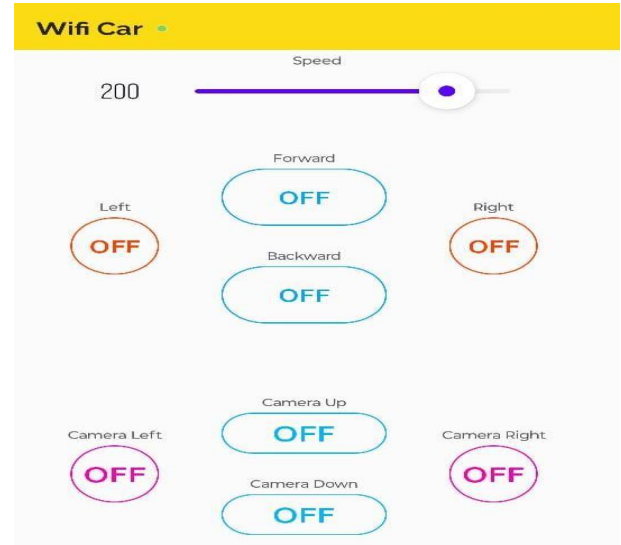 Wifi Car
Speed
200
Forward
OFF
Left
OFF
Right
OFF
Backward
OFF
Camera Up
OFF
Camera Left
OFF
Camera Right
OFF
Camera Down
OFF